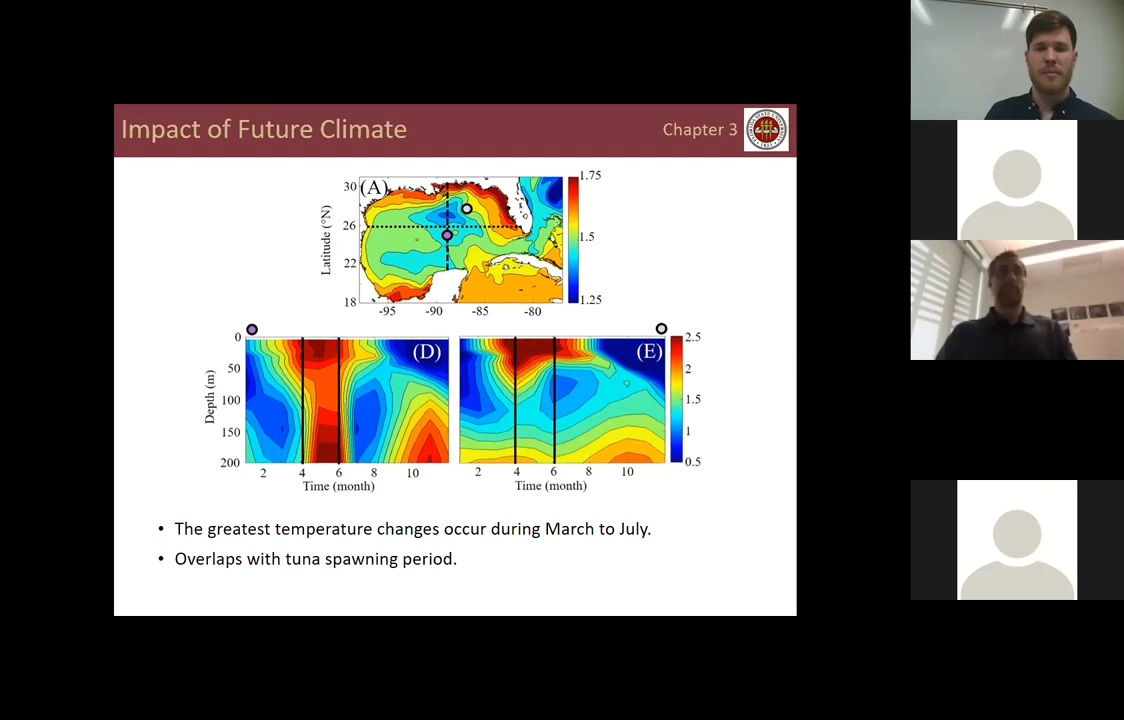 Impact of Future Climate
Chapter 3
(A)
Latitude (°N)
30
26
22
18
-95
-90
-85
-80
1.75
1.5
1.25
(D)
Depth (m)
0
50
100
150
200
2
4
6
8
10
Time (month)
(E)
2
4
6
8
10
Time (month)
2.5
2
1.5
1
0.5
• The greatest temperature changes occur during March to July.
• Overlaps with tuna spawning period.